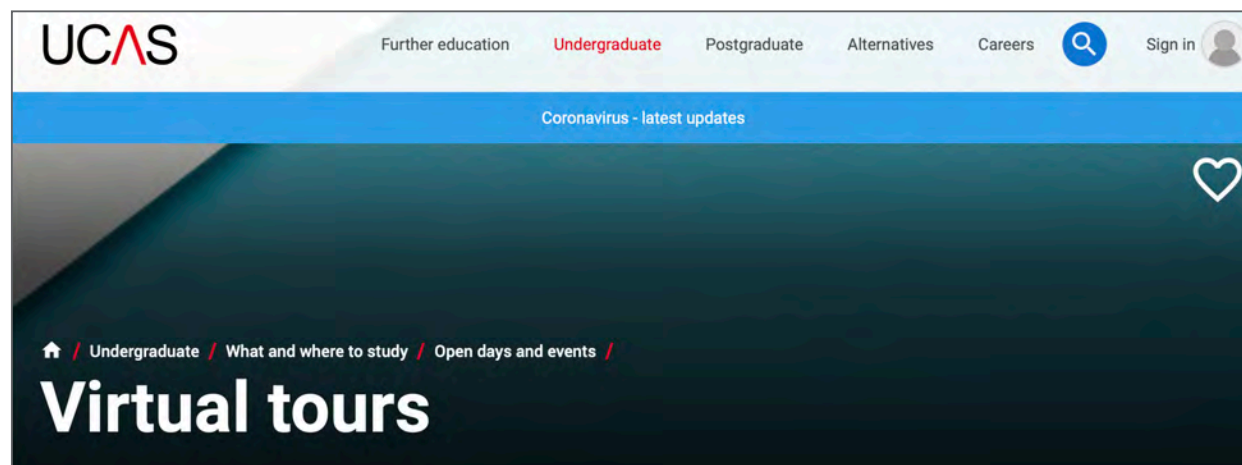 UCAS Further education Undergraduate Postgraduate Alternatives Careers Sign in
Coronavirus - latest updates
/ Undergraduate / What and where to study / Open days and events /
Virtual tours